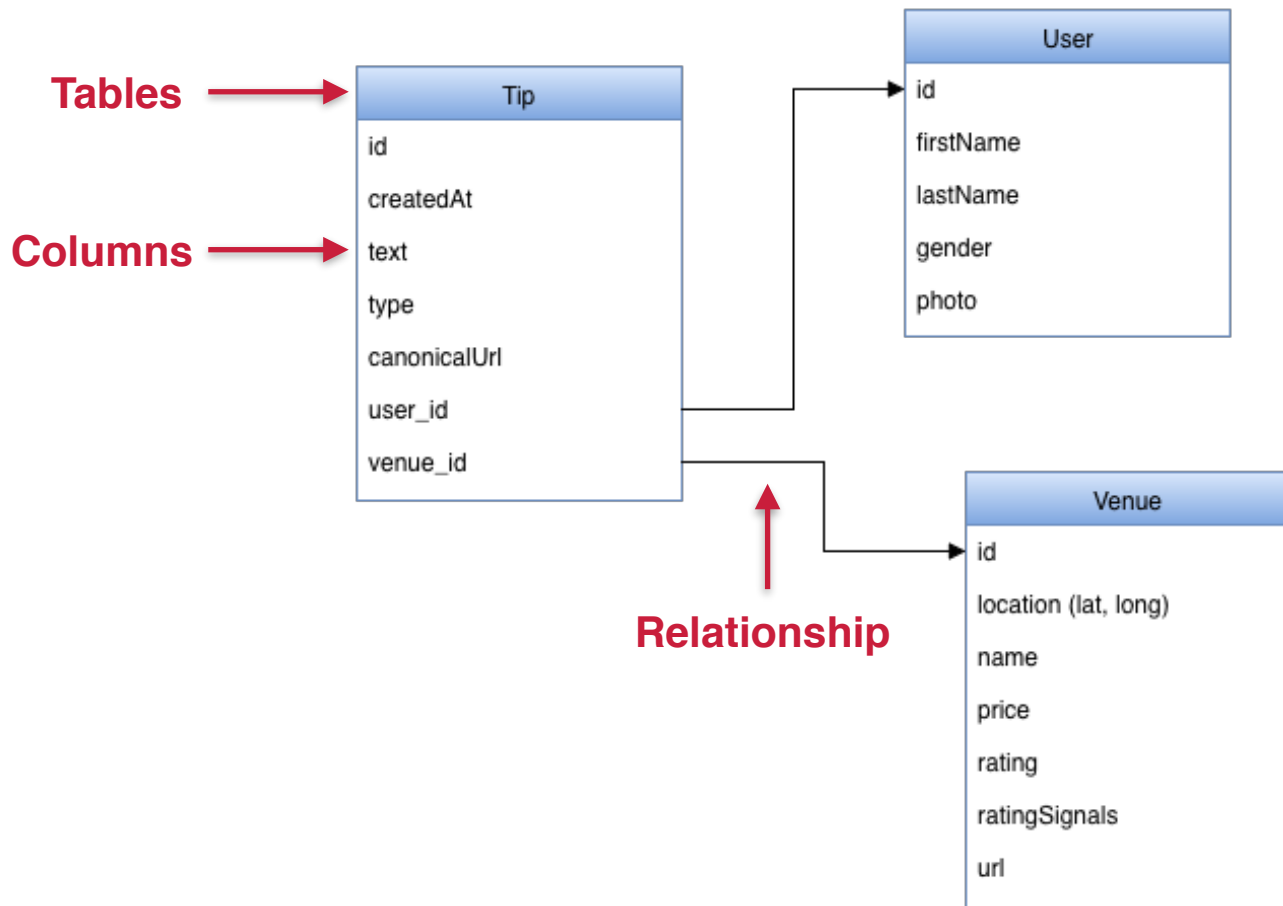 Tables
Columns
Tip
id
createdAt
text
type
canonicalUrl
user_id
venue_id
User
id
firstName
lastName
gender
photo
Relationship
Venue
id
location (lat, long)
name
price
rating
ratingSignals
url